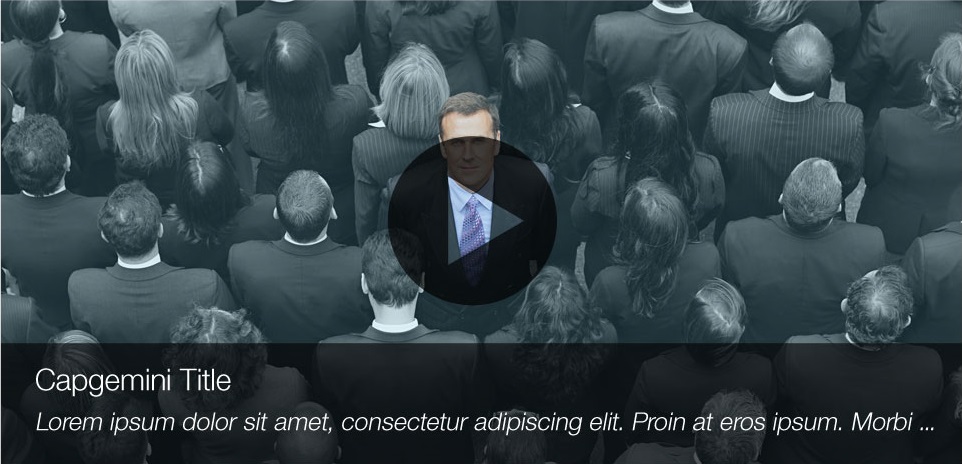 Capgemini Title
Lorem ipsum dolor sit amet, consectetur adipiscing elit. Proin at eros ipsum. Morbi ...